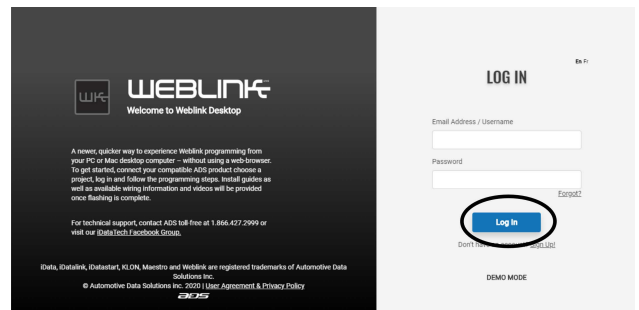 WK
WEBLINK
Welcome to Weblink Desktop
A newer, quicker way to experience Weblink programming from
your PC or Mac desktop computer – without using a web-browser.
To get started, connect your compatible ADS product choose a
project, log in and follow the programming steps. Install guides as
well as available wiring information and videos will be provided
once flashing is complete.
For technical support, contact ADS toll-free at 1.866.427.2999 or
visit our iDataTech Facebook Group.
iData, iDatalink, iDatastart, KLON, Maestro and Weblink are registered trademarks of Automotive Data
Solutions Inc.
© Automotive Data Solutions inc. 2020 | User Agreement & Privacy Policy
ADS
En Fr
LOG IN
Email Address / Username
Password
Forgot?
Log In
Don't have an account? Sign Up!
DEMO MODE